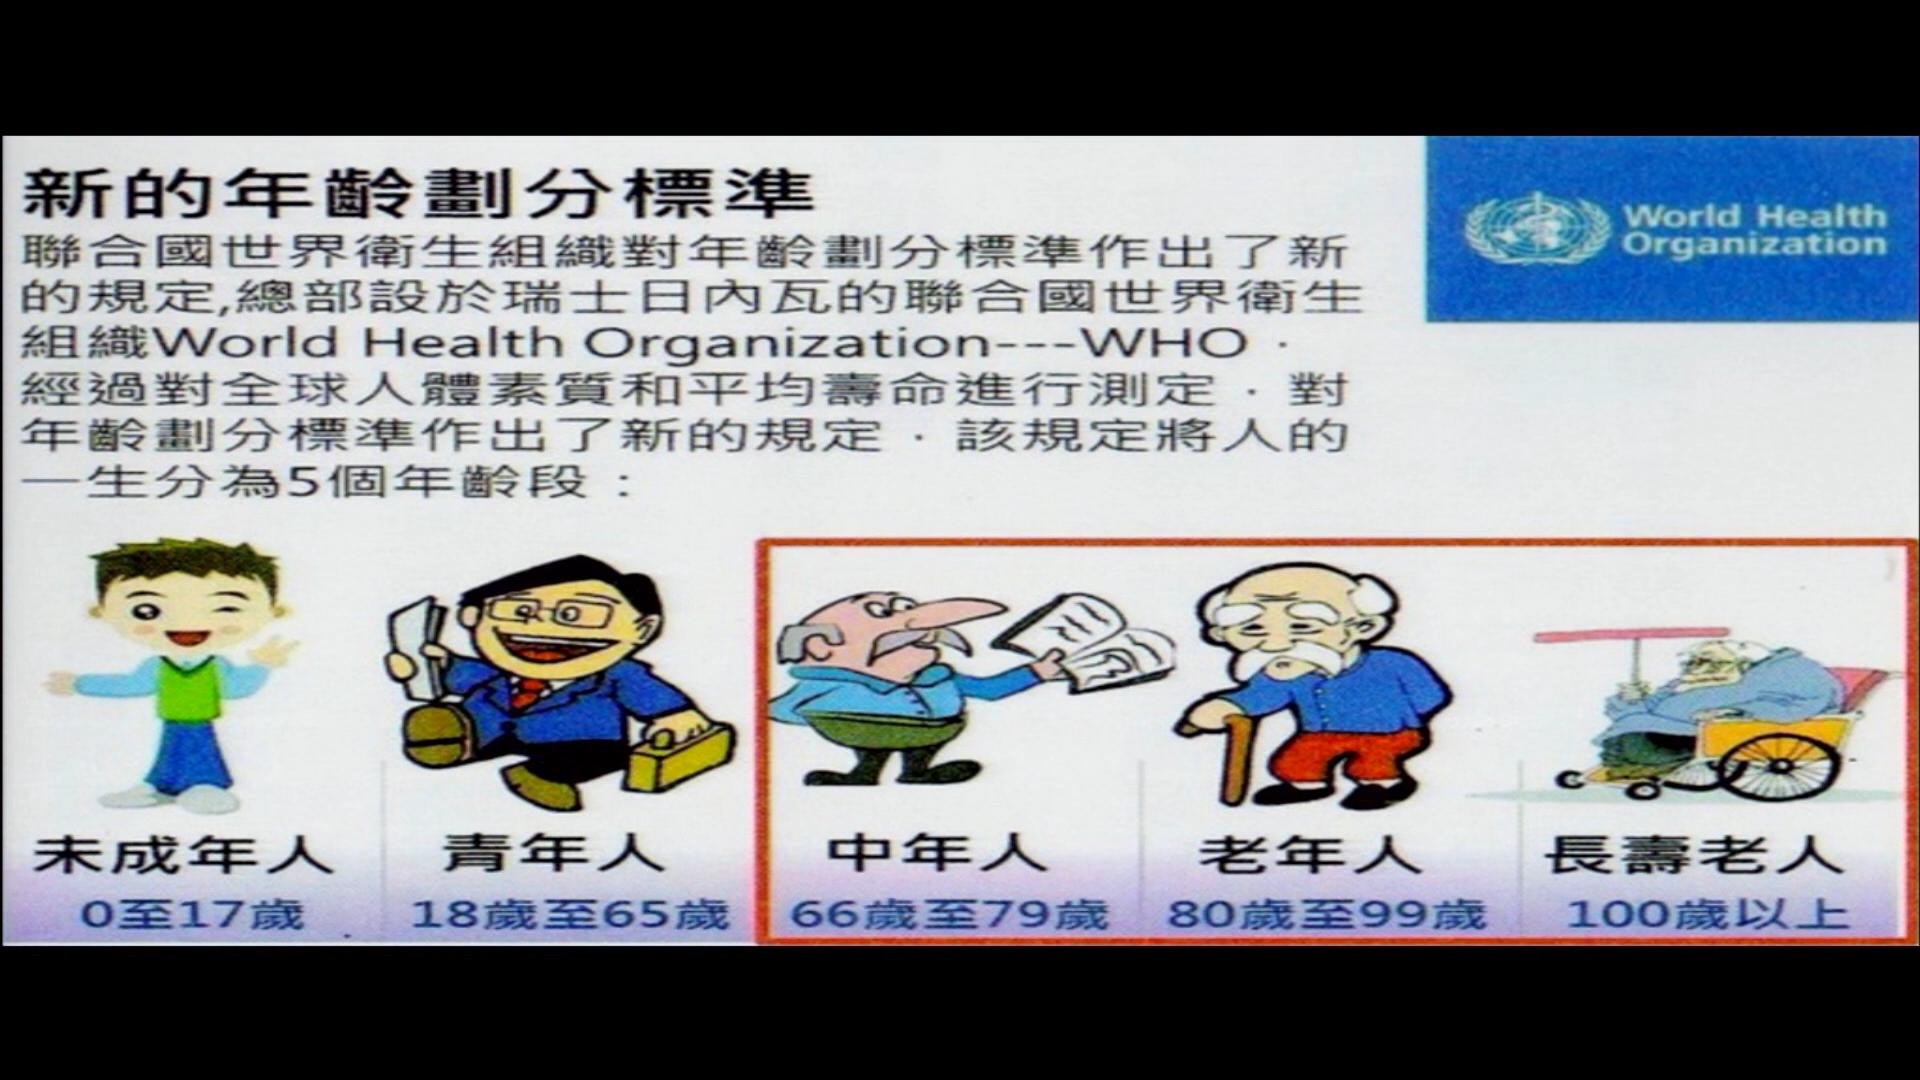 新的年齡劃分標準
World Health
Organization
聯合國世界衛生組織對年齡劃分標準作出了新
的規定,總部設於瑞士日內瓦的聯合國世界衛生
組織World Health Organization---WHO．
經過對全球人體素質和平均壽命進行測定．對
年齡劃分標準作出了新的規定．該規定將人的
一生分為5個年齡段：
未成年人 青年人 中年人 老年人 長壽老人
0至17歲 18歲至65歲 66歲至79歲 80歲至99歲 100歲以上